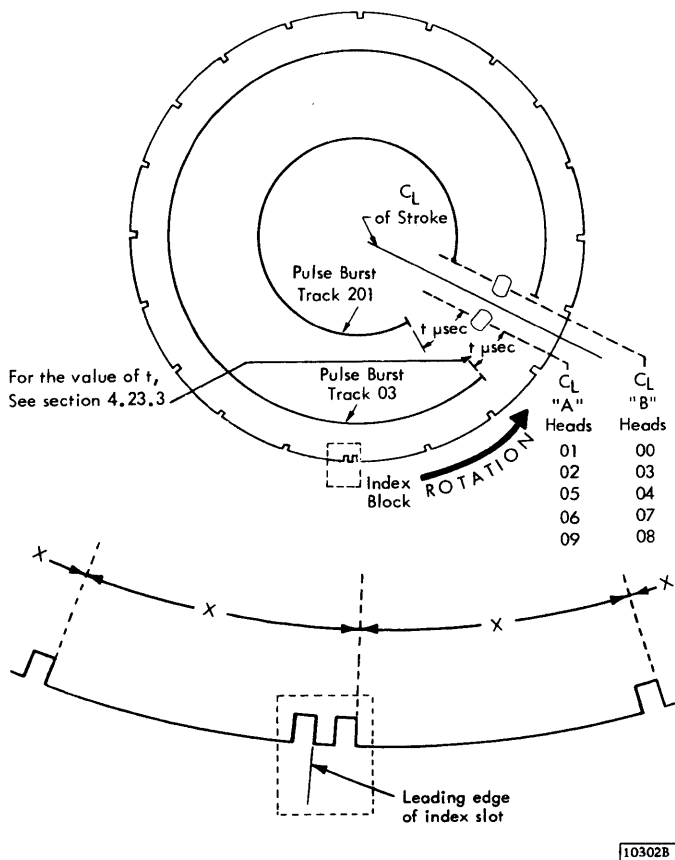 C_L
of Stroke
Pulse Burst
Track 201
t µsec
t µsec
For the value of t,
See section 4.23.3
Pulse Burst
Track 03
Index
Block
ROTATION
C_L
"A"
Heads
01
02
05
06
09
C_L
"B"
Heads
00
03
04
07
08
X
X
X
X
Leading edge
of index slot
10302B